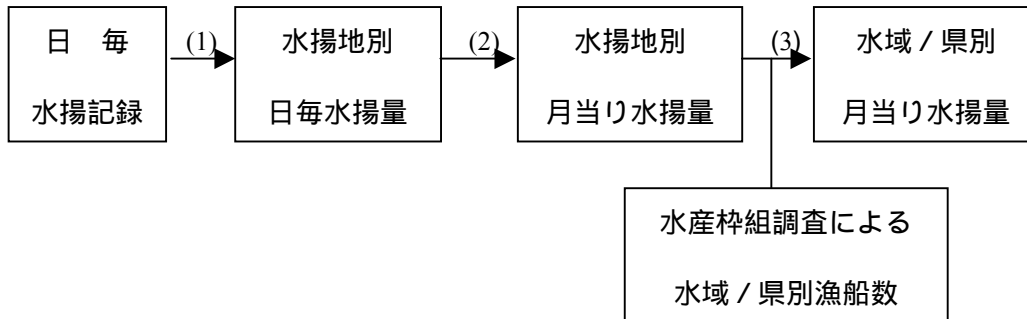 日　毎
水揚記録
(1)
水揚地別
日毎水揚量
(2)
水揚地別
月当り水揚量
(3)
水域 / 県別
月当り水揚量
水産枠組調査による
水域 / 県別漁船数